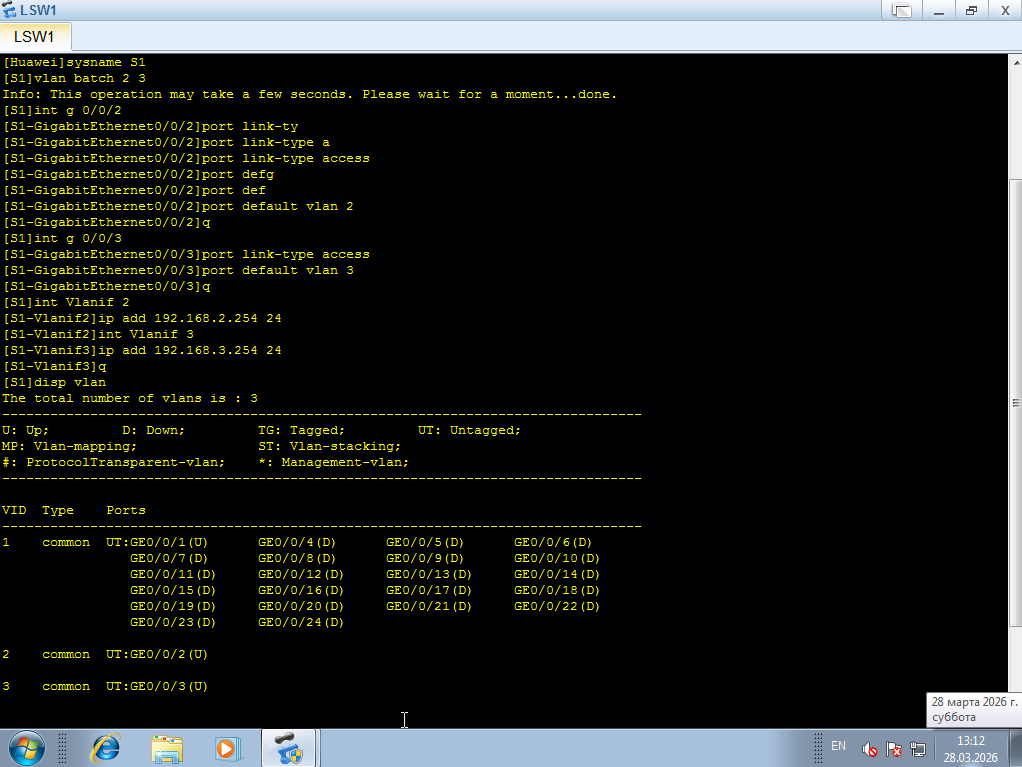 LSW1
LSW1
[Huawei]sysname S1
[S1]vlan batch 2 3
Info: This operation may take a few seconds. Please wait for a moment...done.
[S1]int g 0/0/2
[S1-GigabitEthernet0/0/2]port link-ty
[S1-GigabitEthernet0/0/2]port link-type a
[S1-GigabitEthernet0/0/2]port link-type access
[S1-GigabitEthernet0/0/2]port defg
[S1-GigabitEthernet0/0/2]port def
[S1-GigabitEthernet0/0/2]port default vlan 2
[S1-GigabitEthernet0/0/2]q
[S1]int g 0/0/3
[S1-GigabitEthernet0/0/3]port link-type access
[S1-GigabitEthernet0/0/3]port default vlan 3
[S1-GigabitEthernet0/0/3]q
[S1]int Vlanif 2
[S1-Vlanif2]ip add 192.168.2.254 24
[S1-Vlanif2]int Vlanif 3
[S1-Vlanif3]ip add 192.168.3.254 24
[S1-Vlanif3]q
[S1]disp vlan
The total number of vlans is : 3
--------------------------------------------------------------------------------
U: Up;         D: Down;         TG: Tagged;         UT: Untagged;
MP: Vlan-mapping;               ST: Vlan-stacking;
#: ProtocolTransparent-vlan;    *: Management-vlan;
--------------------------------------------------------------------------------
VID  Type    Ports
--------------------------------------------------------------------------------
1    common  UT:GE0/0/1(U)      GE0/0/4(D)      GE0/0/5(D)      GE0/0/6(D)
GE0/0/7(D)      GE0/0/8(D)      GE0/0/9(D)      GE0/0/10(D)
GE0/0/11(D)     GE0/0/12(D)     GE0/0/13(D)     GE0/0/14(D)
GE0/0/15(D)     GE0/0/16(D)     GE0/0/17(D)     GE0/0/18(D)
GE0/0/19(D)     GE0/0/20(D)     GE0/0/21(D)     GE0/0/22(D)
GE0/0/23(D)     GE0/0/24(D)
2    common  UT:GE0/0/2(U)
3    common  UT:GE0/0/3(U)
28 марта 2026 г.
суббота
EN
13:12
28.03.2026